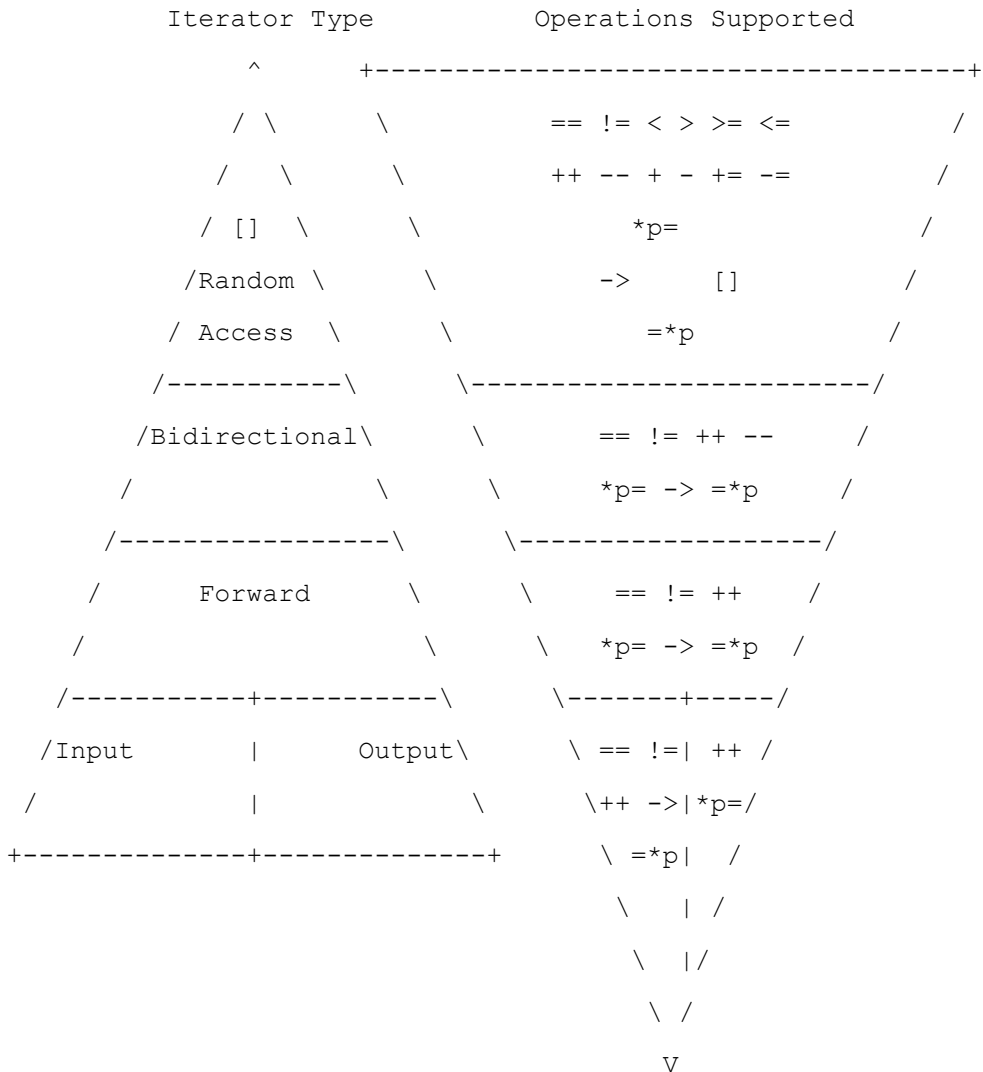 Iterator Type Operations Supported
^ +-------------------------------------+
/ \ \ == != < > >= <= /
/ \ \ ++ -- + - += -= /
/ [] \ \ *p= /
/Random \ \ -> [] /
/ Access \ \ =*p /
/-----------\ \-------------------------/
/Bidirectional\ \ == != ++ -- /
/ \ \ *p= -> =*p /
/-----------------\ \-------------------/
/ Forward \ \ == != ++ /
/ \ \ *p= -> =*p /
/-----------+-----------\ \-------+-----/
/Input | Output\ \ == !=| ++ /
/ | \ \++ ->|*p=/
+--------------+--------------+ \ =*p| /
\ | /
\ |/
\ /
V